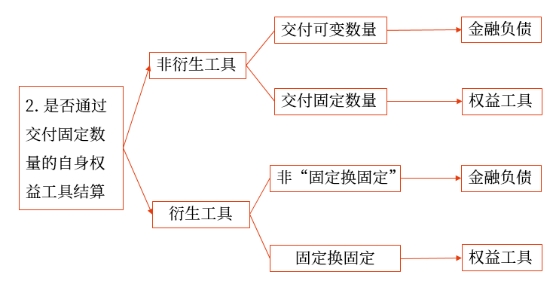 2.是否通过
交付固定数
量的自身权
益工具结算
非衍生工具
交付可变数量
金融负债
交付固定数量
权益工具
衍生工具
非“固定换固定”
金融负债
固定换固定
权益工具